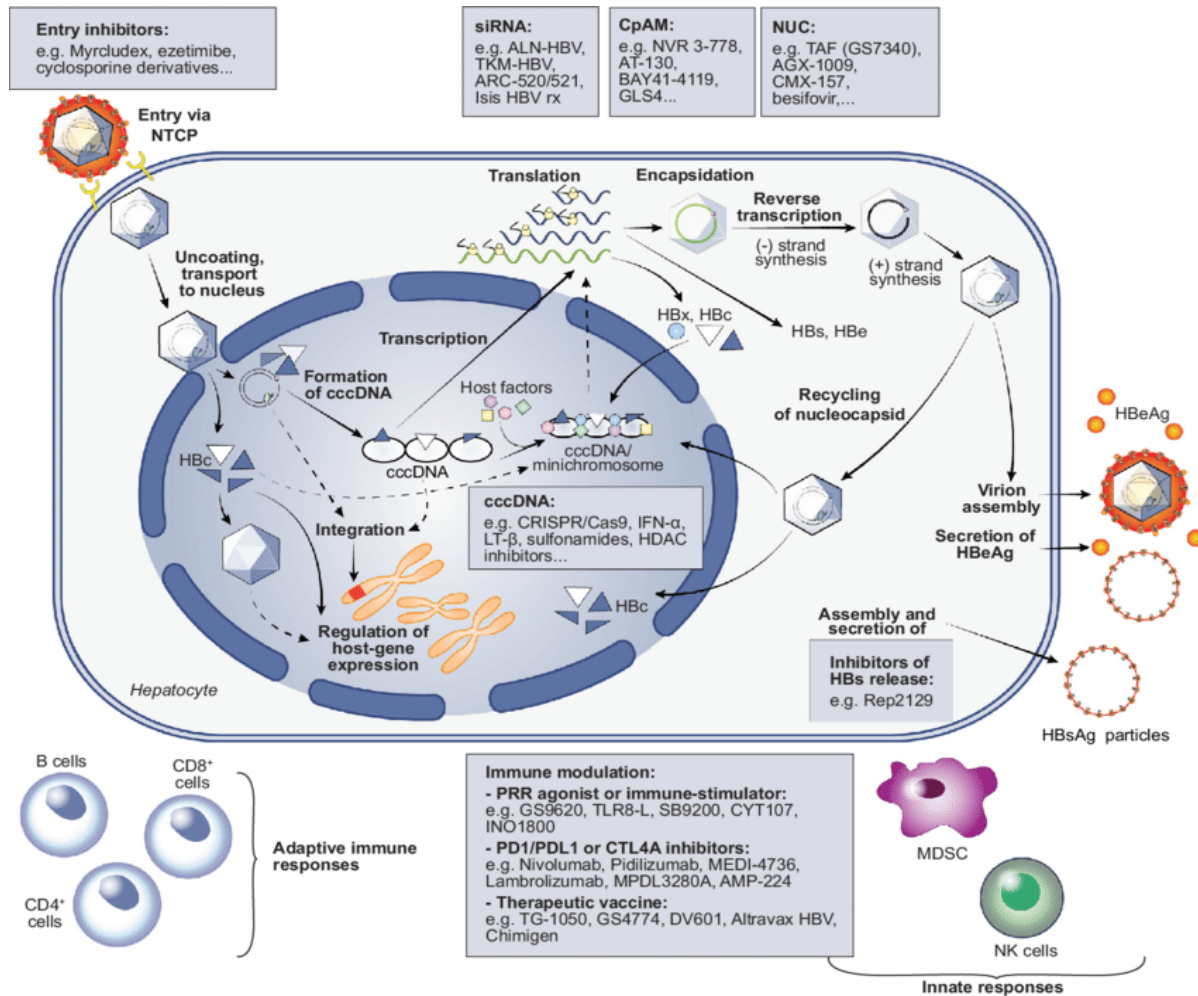 Entry inhibitors:
e.g. Myrcludex, ezetimibe,
cyclosporine derivatives...
siRNA:
e.g. ALN-HBV,
TKM-HBV,
ARC-520/521,
Isis HBV rx
CpAM:
e.g. NVR 3-778,
AT-130,
BAY41-4119,
GLS4...
NUC:
e.g. TAF (GS7340),
AGX-1009,
CMX-157,
besifovir,...
Entry via
NTCP
Translation
Encapsidation
Reverse
transcription
(-) strand
synthesis
(+) strand
synthesis
Uncoating,
transport
to nucleus
Transcription
HBx, HBc
HBs, HBe
Formation
of cccDNA
Host factors
Recycling
of nucleocapsid
HBeAg
HBc
cccDNA
cccDNA/
minichromosome
Integration
cccDNA:
e.g. CRISPR/Cas9, IFN-α,
LT-β, sulfonamides, HDAC
inhibitors...
Virion
assembly
Secretion of
HBeAg
HBc
Regulation of
host-gene
expression
Assembly and
secretion of
Inhibitors of
HBs release:
e.g. Rep2129
Hepatocyte
HBsAg particles
B cells
CD8+
cells
CD4+
cells
Adaptive immune
responses
Immune modulation:
- PRR agonist or immune-stimulator:
e.g. GS9620, TLR8-L, SB9200, CYT107,
INO1800
- PD1/PDL1 or CTL4A inhibitors:
e.g. Nivolumab, Pidilizumab, MEDI-4736,
Lambrolizumab, MPDL3280A, AMP-224
- Therapeutic vaccine:
e.g. TG-1050, GS4774, DV601, Altravax HBV,
Chimigen
MDSC
NK cells
Innate responses